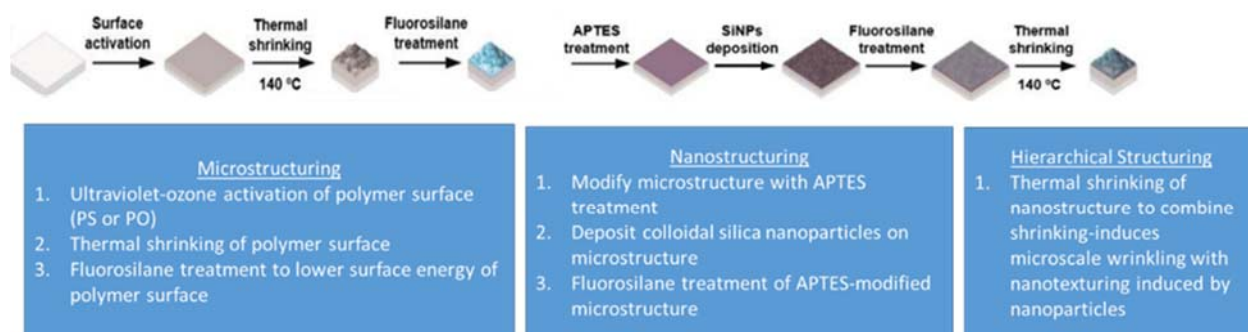 Surface
activation
Thermal
shrinking
140 ºC
Fluorosilane
treatment
APTES
treatment
SiNPs
deposition
Fluorosilane
treatment
Thermal
shrinking
140 ºC
Microstructuring
1. Ultraviolet-ozone activation of polymer surface
(PS or PO)
2. Thermal shrinking of polymer surface
3. Fluorosilane treatment to lower surface energy of
polymer surface
Nanostructuring
1. Modify microstructure with APTES
treatment
2. Deposit colloidal silica nanoparticles on
microstructure
3. Fluorosilane treatment of APTES-modified
microstructure
Hierarchical Structuring
1. Thermal shrinking of
nanostructure to combine
shrinking-induces
microscale wrinkling with
nanotexturing induced by
nanoparticles